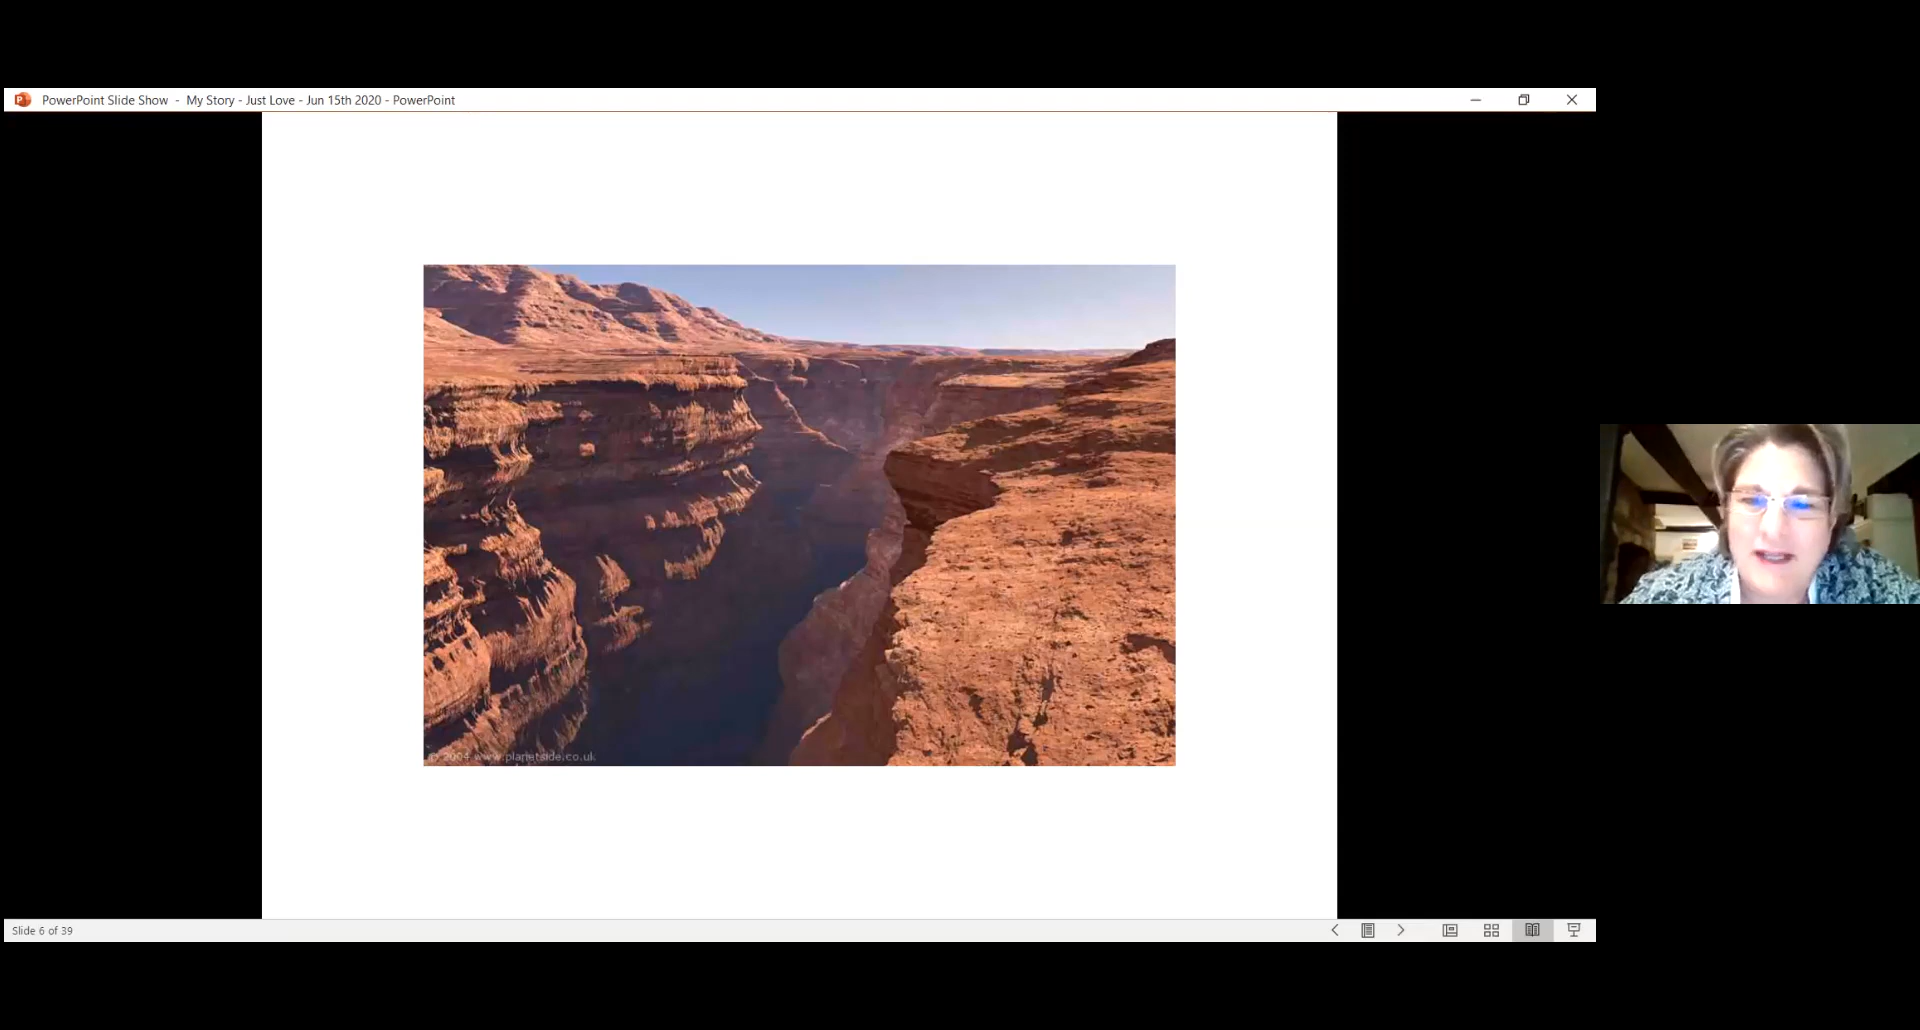 PowerPoint Slide Show - My Story - Just Love - Jun 15th 2020 - PowerPoint
© 2004 www.planetside.co.uk
Slide 6 of 39